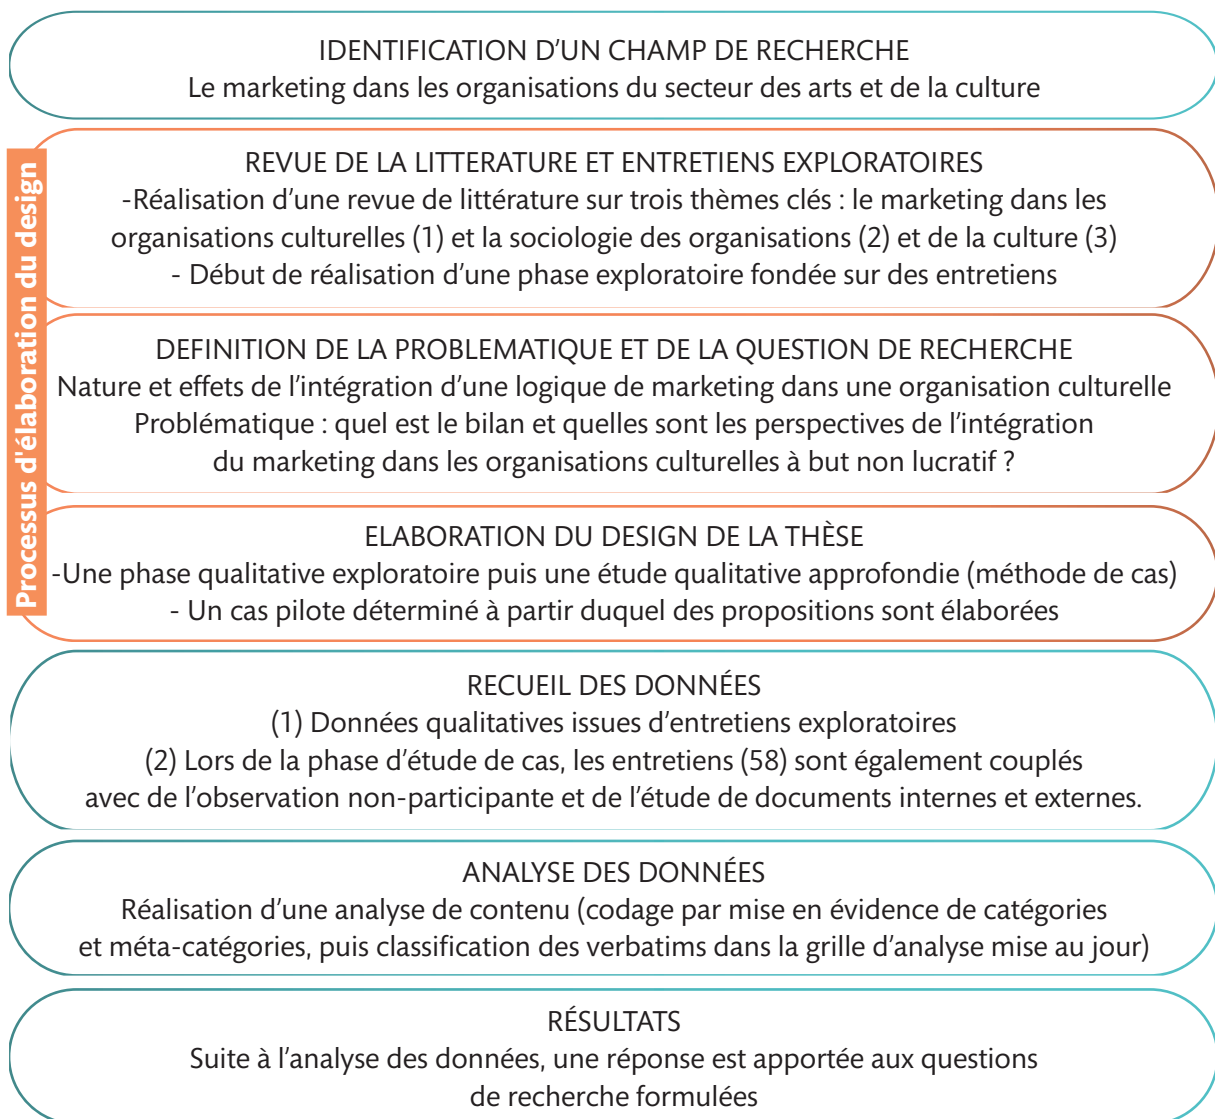 IDENTIFICATION D'UN CHAMP DE RECHERCHE
Le marketing dans les organisations du secteur des arts et de la culture
Processus d'élaboration du design
REVUE DE LA LITTERATURE ET ENTRETIENS EXPLORATOIRES
-Réalisation d'une revue de littérature sur trois thèmes clés : le marketing dans les
organisations culturelles (1) et la sociologie des organisations (2) et de la culture (3)
- Début de réalisation d'une phase exploratoire fondée sur des entretiens
DEFINITION DE LA PROBLEMATIQUE ET DE LA QUESTION DE RECHERCHE
Nature et effets de l'intégration d'une logique de marketing dans une organisation culturelle
Problématique : quel est le bilan et quelles sont les perspectives de l'intégration
du marketing dans les organisations culturelles à but non lucratif ?
ELABORATION DU DESIGN DE LA THÈSE
-Une phase qualitative exploratoire puis une étude qualitative approfondie (méthode de cas)
- Un cas pilote déterminé à partir duquel des propositions sont élaborées
RECUEIL DES DONNÉES
(1) Données qualitatives issues d'entretiens exploratoires
(2) Lors de la phase d'étude de cas, les entretiens (58) sont également couplés
avec de l'observation non-participante et de l'étude de documents internes et externes.
ANALYSE DES DONNÉES
Réalisation d'une analyse de contenu (codage par mise en évidence de catégories
et méta-catégories, puis classification des verbatims dans la grille d'analyse mise au jour)
RÉSULTATS
Suite à l'analyse des données, une réponse est apportée aux questions
de recherche formulées